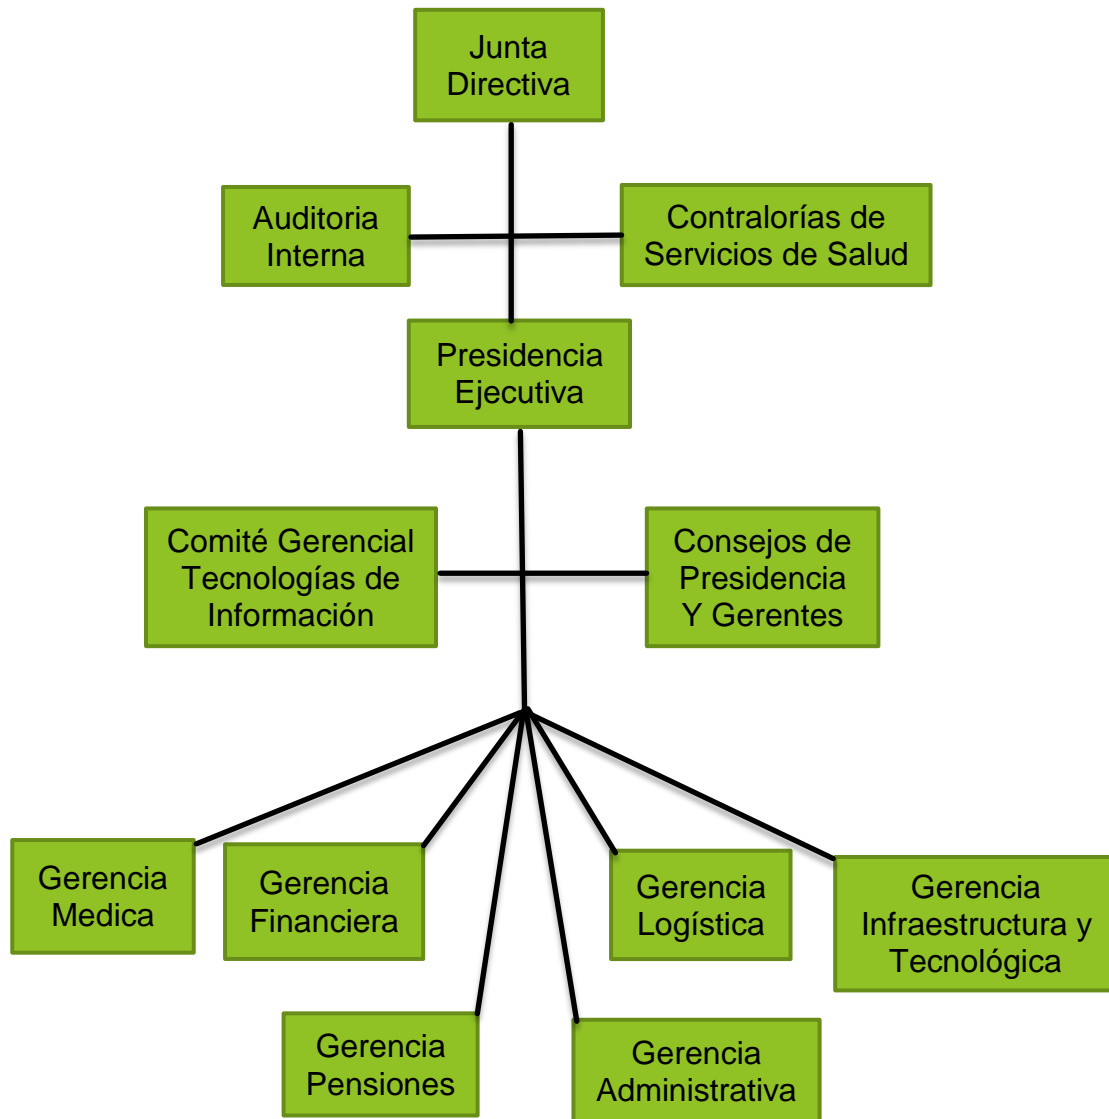 Junta
Directiva
Auditoria
Interna
Contralorías de
Servicios de Salud
Presidencia
Ejecutiva
Comité Gerencial
Tecnologías de
Información
Consejos de
Presidencia
Y Gerentes
Gerencia
Medica
Gerencia
Financiera
Gerencia
Logística
Gerencia
Infraestructura y
Tecnológica
Gerencia
Pensiones
Gerencia
Administrativa